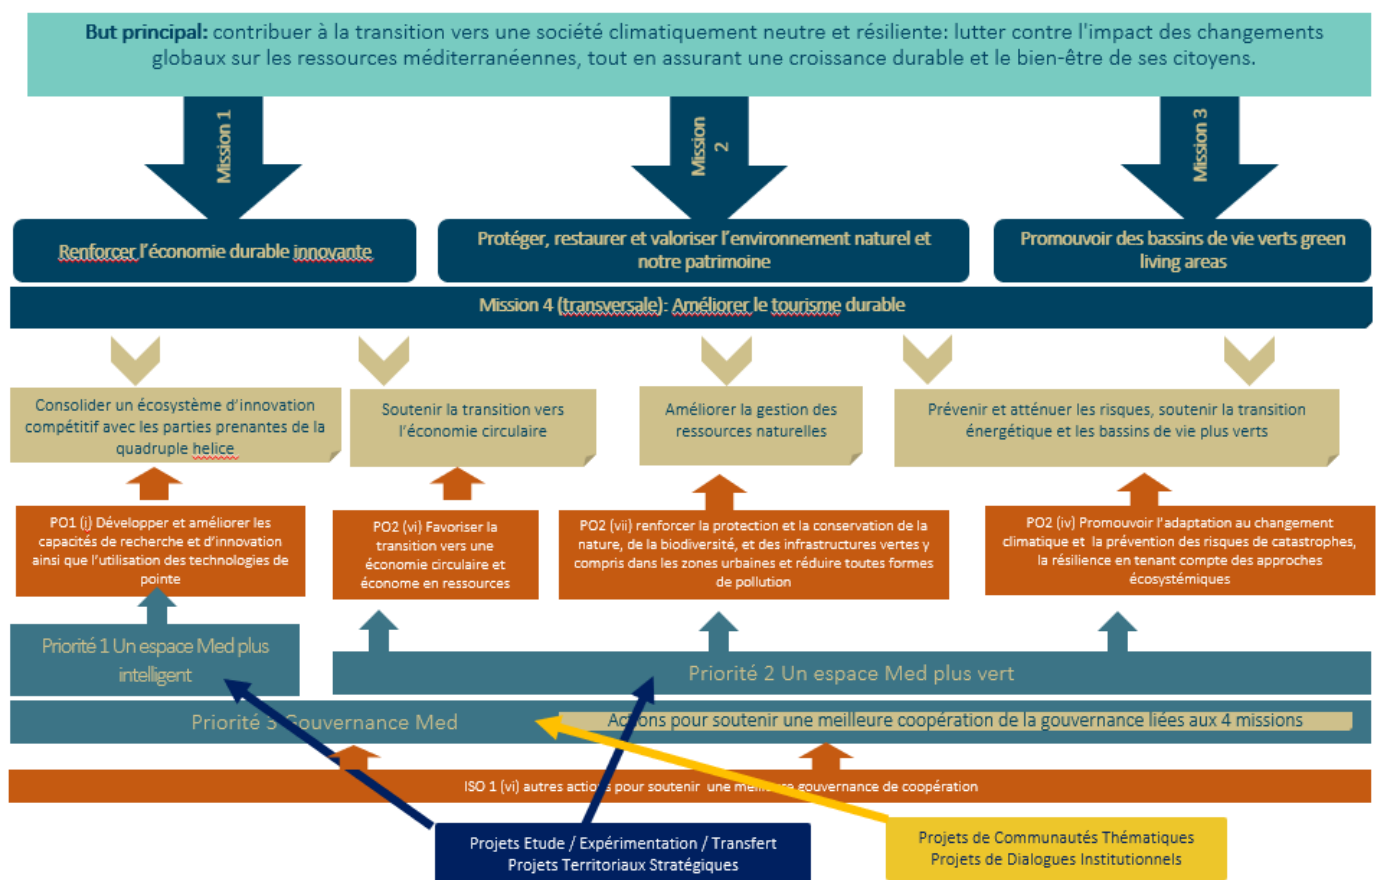 But principal: contribuer à la transition vers une société climatiquement neutre et résiliente: lutter contre l'impact des changements
globaux sur les ressources méditerranéennes, tout en assurant une croissance durable et le bien-être de ses citoyens.
Mission 1
Mission
2
Mission 3
Renforcer l'économie durable innovante
Protéger, restaurer et valoriser l'environnement naturel et
notre patrimoine
Promouvoir des bassins de vie verts green
living areas
Mission 4 (transversale): Améliorer le tourisme durable
Consolider un écosystème d'innovation
compétitif avec les parties prenantes de la
quadruple helice
Soutenir la transition vers
l'économie circulaire
Améliorer la gestion des
ressources naturelles
Prévenir et atténuer les risques, soutenir la transition
énergétique et les bassins de vie plus verts
PO1 (i) Développer et améliorer les
capacités de recherche et d'innovation
ainsi que l'utilisation des technologies de
pointe
PO2 (vi) Favoriser la
transition vers une
économie circulaire et
économe en ressources
PO2 (vii) renforcer la protection et la conservation de la
nature, de la biodiversité, et des infrastructures vertes y
compris dans les zones urbaines et réduire toutes formes
de pollution
PO2 (iv) Promouvoir l'adaptation au changement
climatique et la prévention des risques de catastrophes,
la résilience en tenant compte des approches
écosystémiques
Priorité 1 Un espace Med plus
intelligent
Priorité 2 Un espace Med plus vert
Priorité 3 Gouvernance Med
Actions pour soutenir une meilleure coopération de la gouvernance liées aux 4 missions
ISO 1 (vi) autres actions pour soutenir une meilleure gouvernance de coopération
Projets Etude / Expérimentation / Transfert
Projets Territoriaux Stratégiques
Projets de Communautés Thématiques
Projets de Dialogues Institutionnels